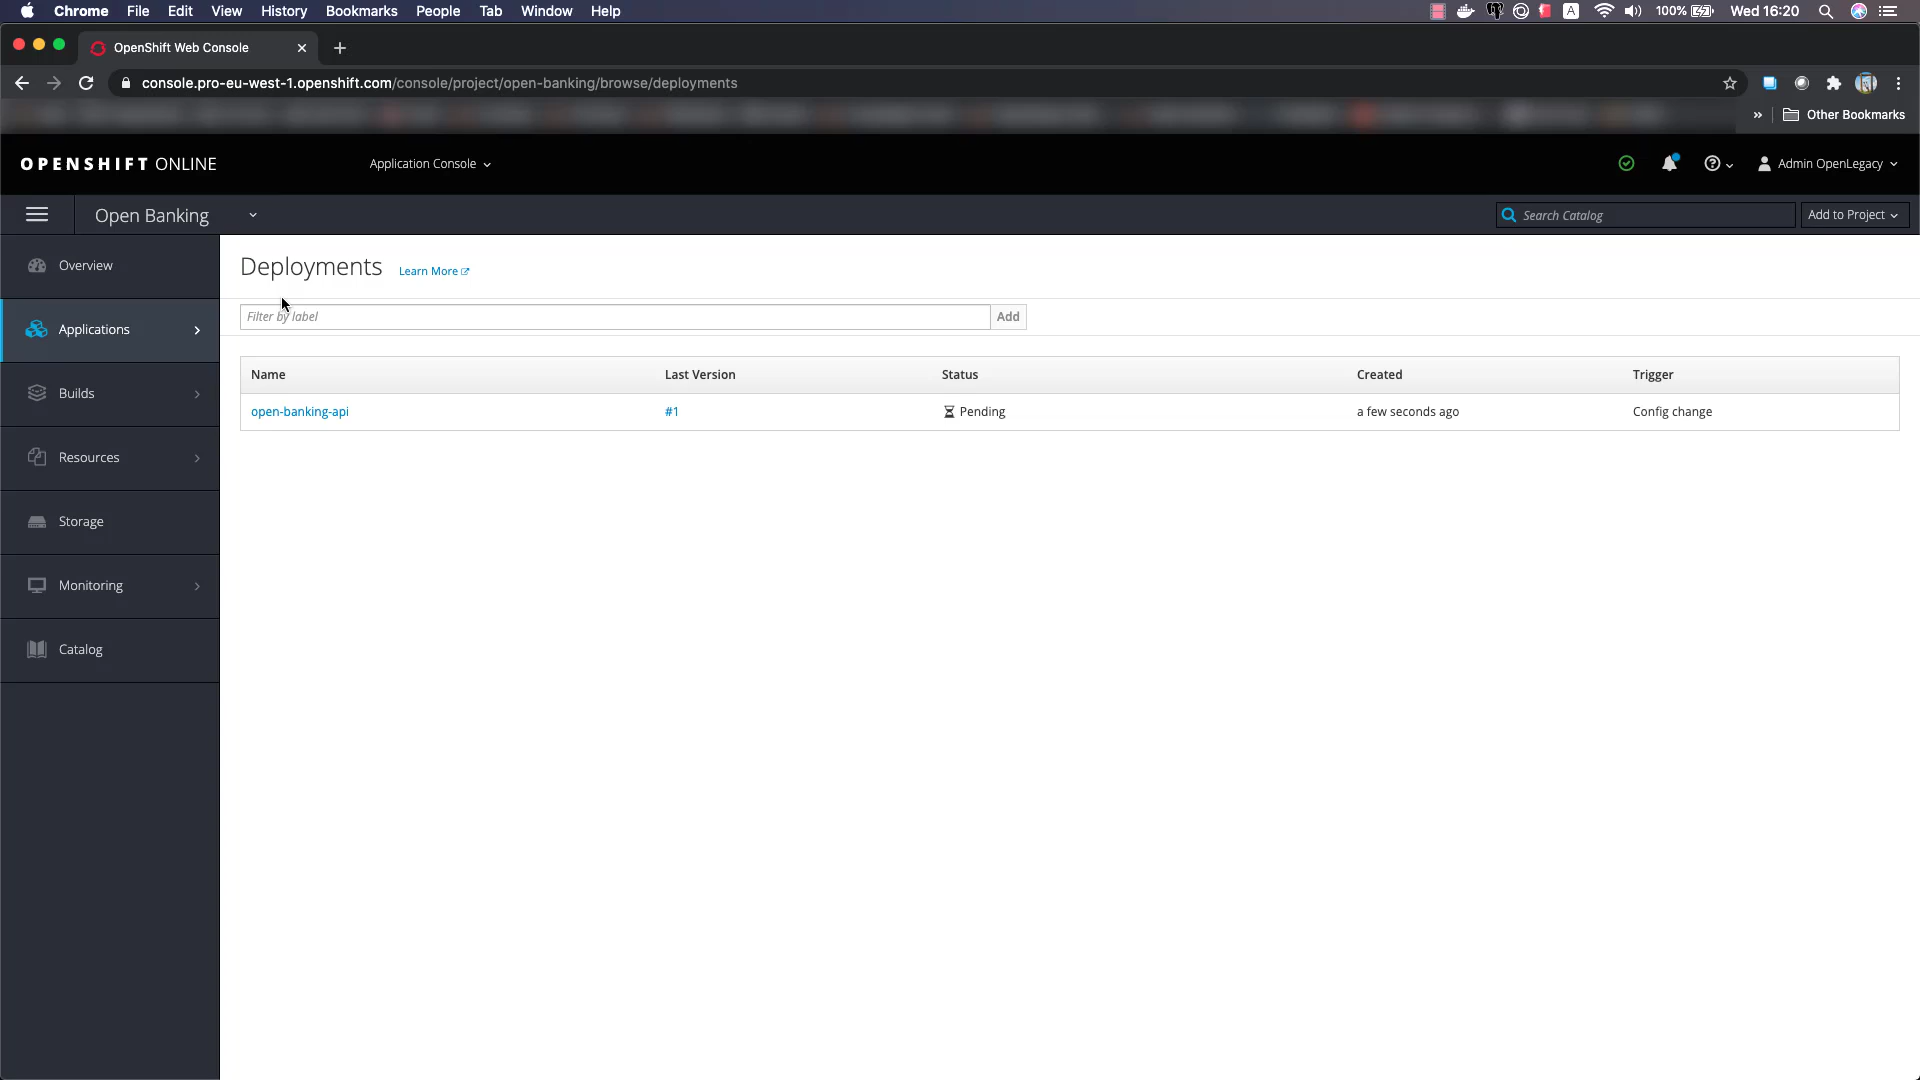 Chrome File Edit View History Bookmarks People Tab Window Help
A 100% Wed 16:20
OpenShift Web Console
console.pro-eu-west-1.openshift.com/console/project/open-banking/browse/deployments
» Other Bookmarks
OPENSHIFT ONLINE
Application Console
Admin OpenLegacy
Open Banking
Search Catalog
Add to Project
Overview
Applications
Builds
Resources
Storage
Monitoring
Catalog
Deployments Learn More
Filter by label Add
Name Last Version Status Created Trigger
open-banking-api #1 Pending a few seconds ago Config change